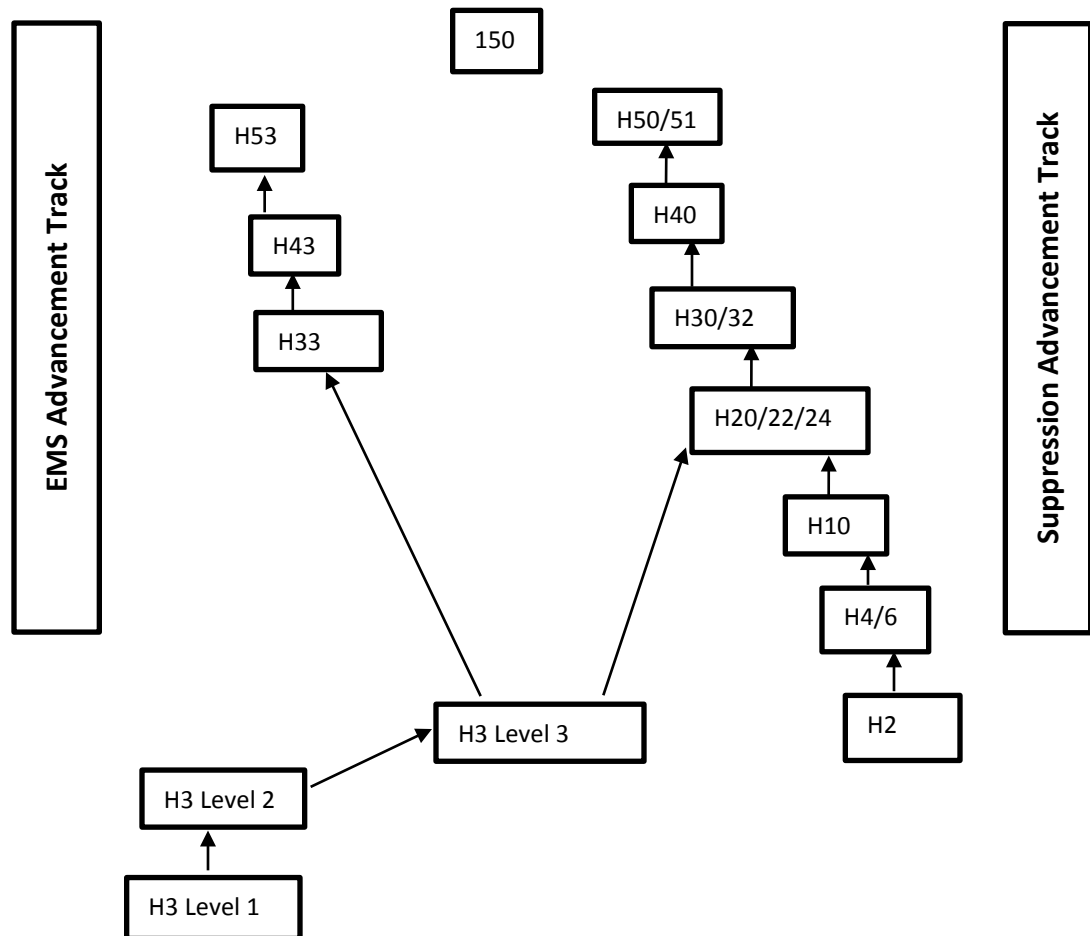 150
H50/51
H53
H40
H43
H30/32
H33
H20/22/24
H10
H4/6
H2
H3 Level 3
H3 Level 2
H3 Level 1
EMS Advancement Track
Suppression Advancement Track